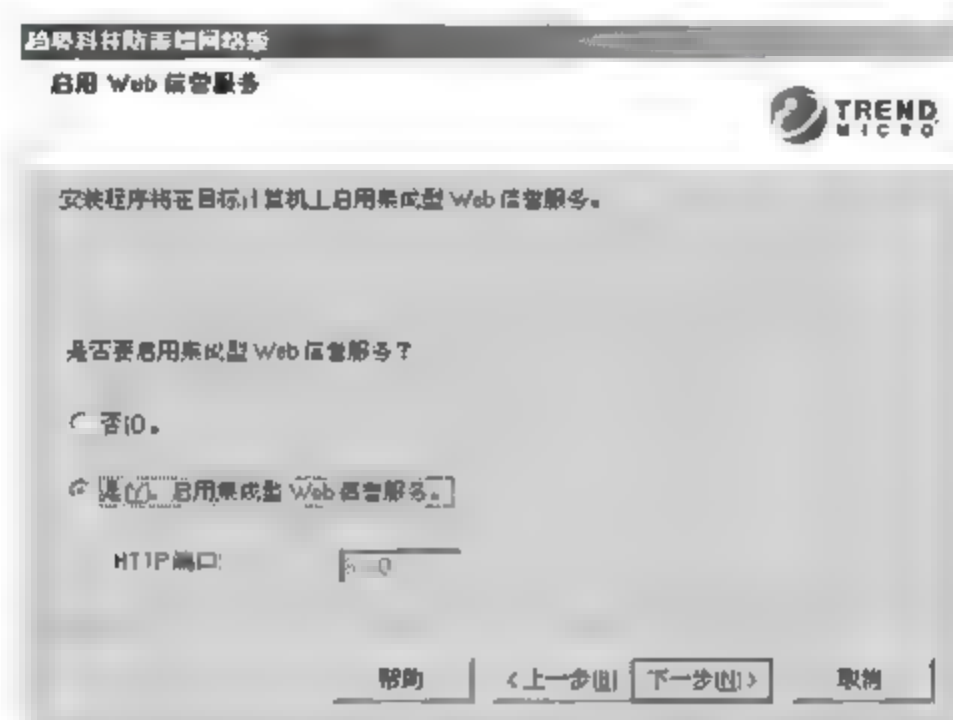 趋势科技防毒墙网络版
启用 Web 信誉服务
TREND
MICRO
安装程序将在目标计算机上启用集成型 Web 信誉服务。
是否要启用集成型 Web 信誉服务?
否(O。
是(Y)。启用集成型 Web 信誉服务。
HTTP 端口:
帮助
<上一步(B)
下一步(N)>
取消